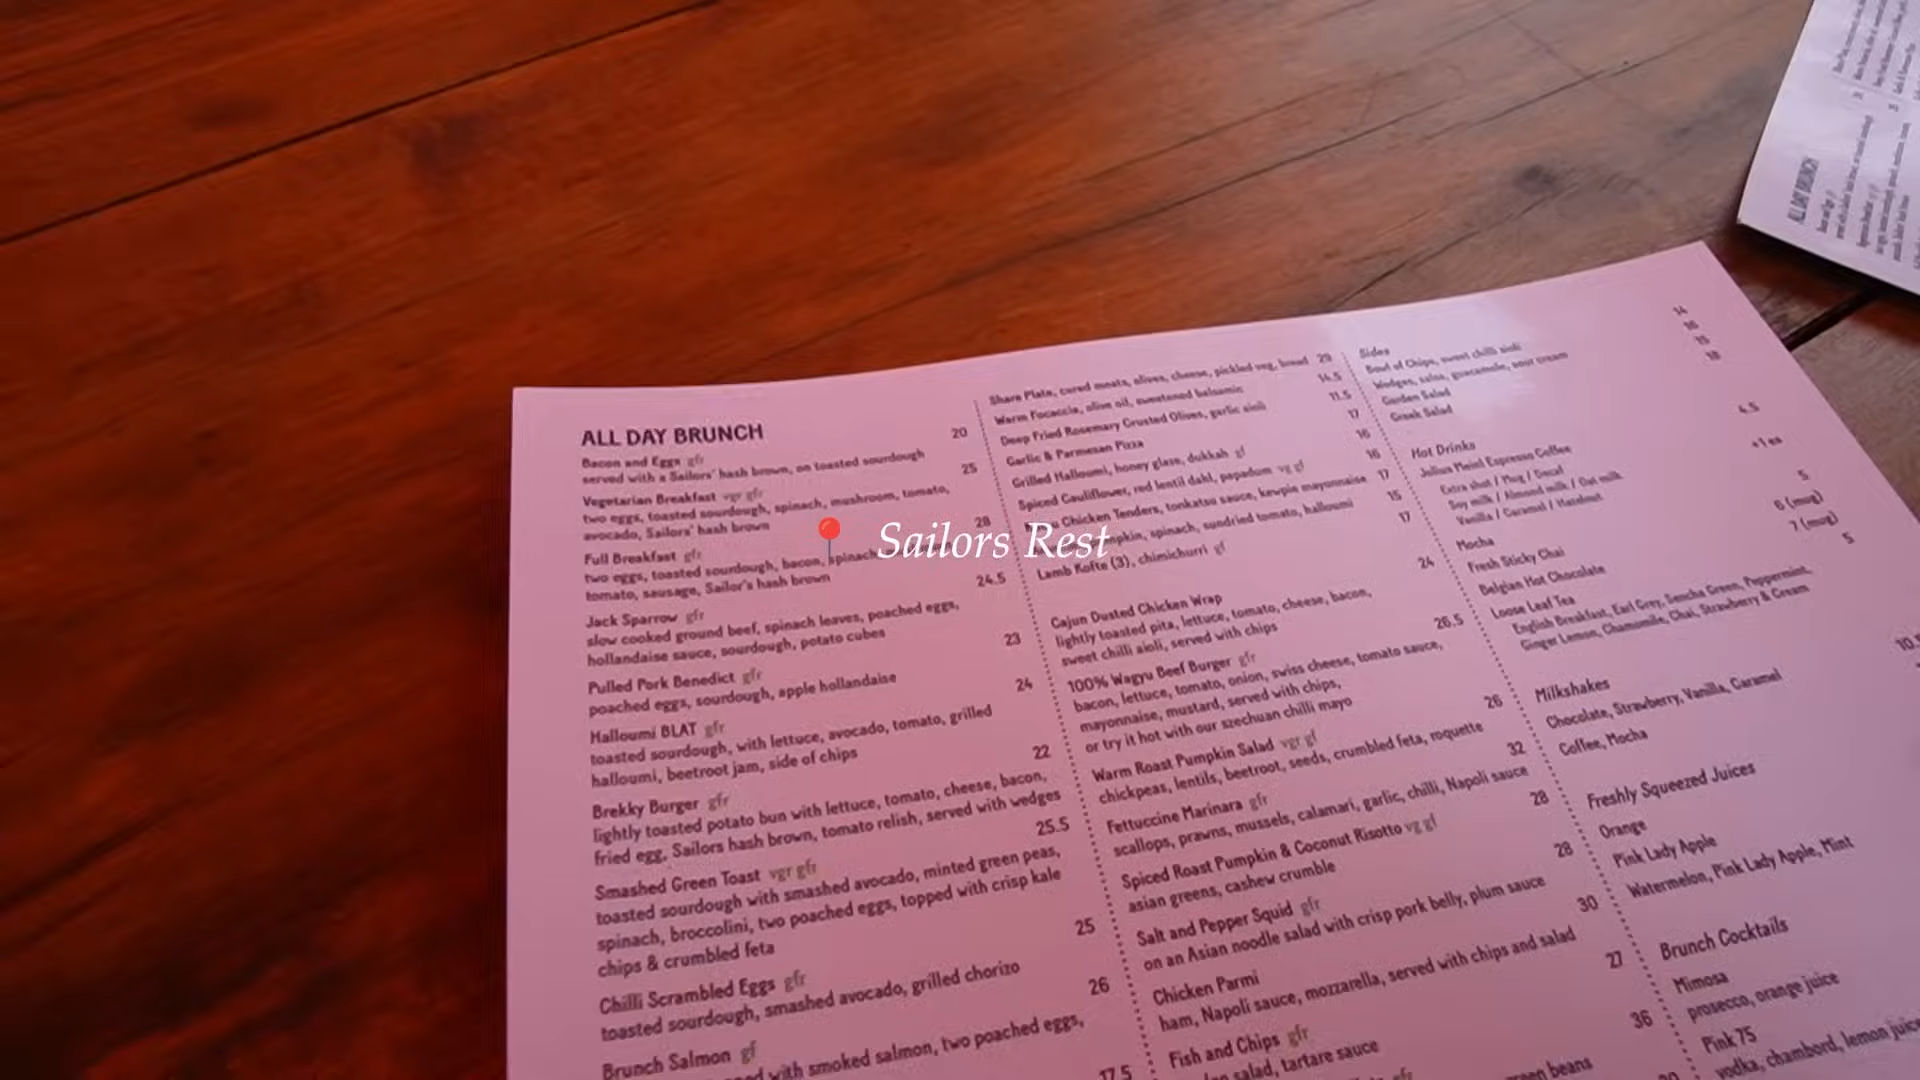 ALL DAY BRUNCH
Bacon and Eggs gfr 20
served with a Sailors' hash brown, on toasted sourdough
Vegetarian Breakfast vgr gfr 25
two eggs, toasted sourdough, spinach, mushroom, tomato,
avocado, Sailors' hash brown
Full Breakfast gfr 28
two eggs, toasted sourdough, bacon, spinach
tomato, sausage, Sailor's hash brown
Jack Sparrow gfr 24.5
slow cooked ground beef, spinach leaves, poached eggs,
hollandaise sauce, sourdough, potato cubes
Pulled Pork Benedict gfr 23
poached eggs, sourdough, apple hollandaise
Halloumi BLAT gfr 24
toasted sourdough, with lettuce, avocado, tomato, grilled
halloumi, beetroot jam, side of chips
Brekky Burger gfr 22
lightly toasted potato bun with lettuce, tomato, cheese, bacon,
fried egg, Sailors hash brown, tomato relish, served with wedges
Smashed Green Toast vgr gfr 25.5
toasted sourdough with smashed avocado, minted green peas,
spinach, broccolini, two poached eggs, topped with crisp kale
chips & crumbled feta
Chilli Scrambled Eggs gfr 25
toasted sourdough, smashed avocado, grilled chorizo
Brunch Salmon gf 26
with smoked salmon, two poached eggs,
17.5
Share Plate, cured meats, olives, cheese, pickled veg, bread 29
Warm Focaccia, olive oil, sweetened balsamic 14.5
Deep Fried Rosemary Crusted Olives, garlic aioli 11.5
Garlic & Parmesan Pizza 17
Grilled Halloumi, honey glaze, dukkah gf 16
Spiced Cauliflower, red lentil dahl, papadum vg gf 16
Chicken Tenders, tonkatsu sauce, kewpie mayonnaise 17
spinach, sundried tomato, halloumi 15
Lamb Kofte (3), chimichurri gf 17
Cajun Dusted Chicken Wrap 24
lightly toasted pita, lettuce, tomato, cheese, bacon,
sweet chilli aioli, served with chips
100% Wagyu Beef Burger gfr 26.5
bacon, lettuce, tomato, onion, swiss cheese, tomato sauce,
mayonnaise, mustard, served with chips,
or try it hot with our szechuan chilli mayo
Warm Roast Pumpkin Salad vgr gf 26
chickpeas, lentils, beetroot, seeds, crumbled feta, roquette
Fettuccine Marinara gfr 32
scallops, prawns, mussels, calamari, garlic, chilli, Napoli sauce
Spiced Roast Pumpkin & Coconut Risotto vg gf 28
asian greens, cashew crumble
Salt and Pepper Squid gfr 28
on an Asian noodle salad with crisp pork belly, plum sauce
Chicken Parmi 30
ham, Napoli sauce, mozzarella, served with chips and salad
Fish and Chips gfr 27
salad, tartare sauce
36
beans
Sides
Bowl of Chips, sweet chilli aioli 14
Wedges, salsa, guacamole, sour cream 16
Garden Salad 15
Greek Salad 18
Hot Drinks
Julius Meinl Espresso Coffee 4.5
Extra shot / Mug / Decaf
Soy milk / Almond milk / Oat milk
Vanilla / Caramel / Hazelnut
+1 ea
Mocha 5
Fresh Sticky Chai 6 (mug)
Belgian Hot Chocolate 7 (mug)
Loose Leaf Tea 5
English Breakfast, Earl Grey, Sencha Green, Peppermint,
Ginger Lemon, Chamomile, Chai, Strawberry & Cream
Milkshakes
Chocolate, Strawberry, Vanilla, Caramel
Coffee, Mocha
Freshly Squeezed Juices
Orange
Pink Lady Apple
Watermelon, Pink Lady Apple, Mint
Brunch Cocktails
Mimosa
prosecco, orange juice
Pink 75
vodka, chambord, lemon juice
Sailors Rest
ALL DAY BRUNCH